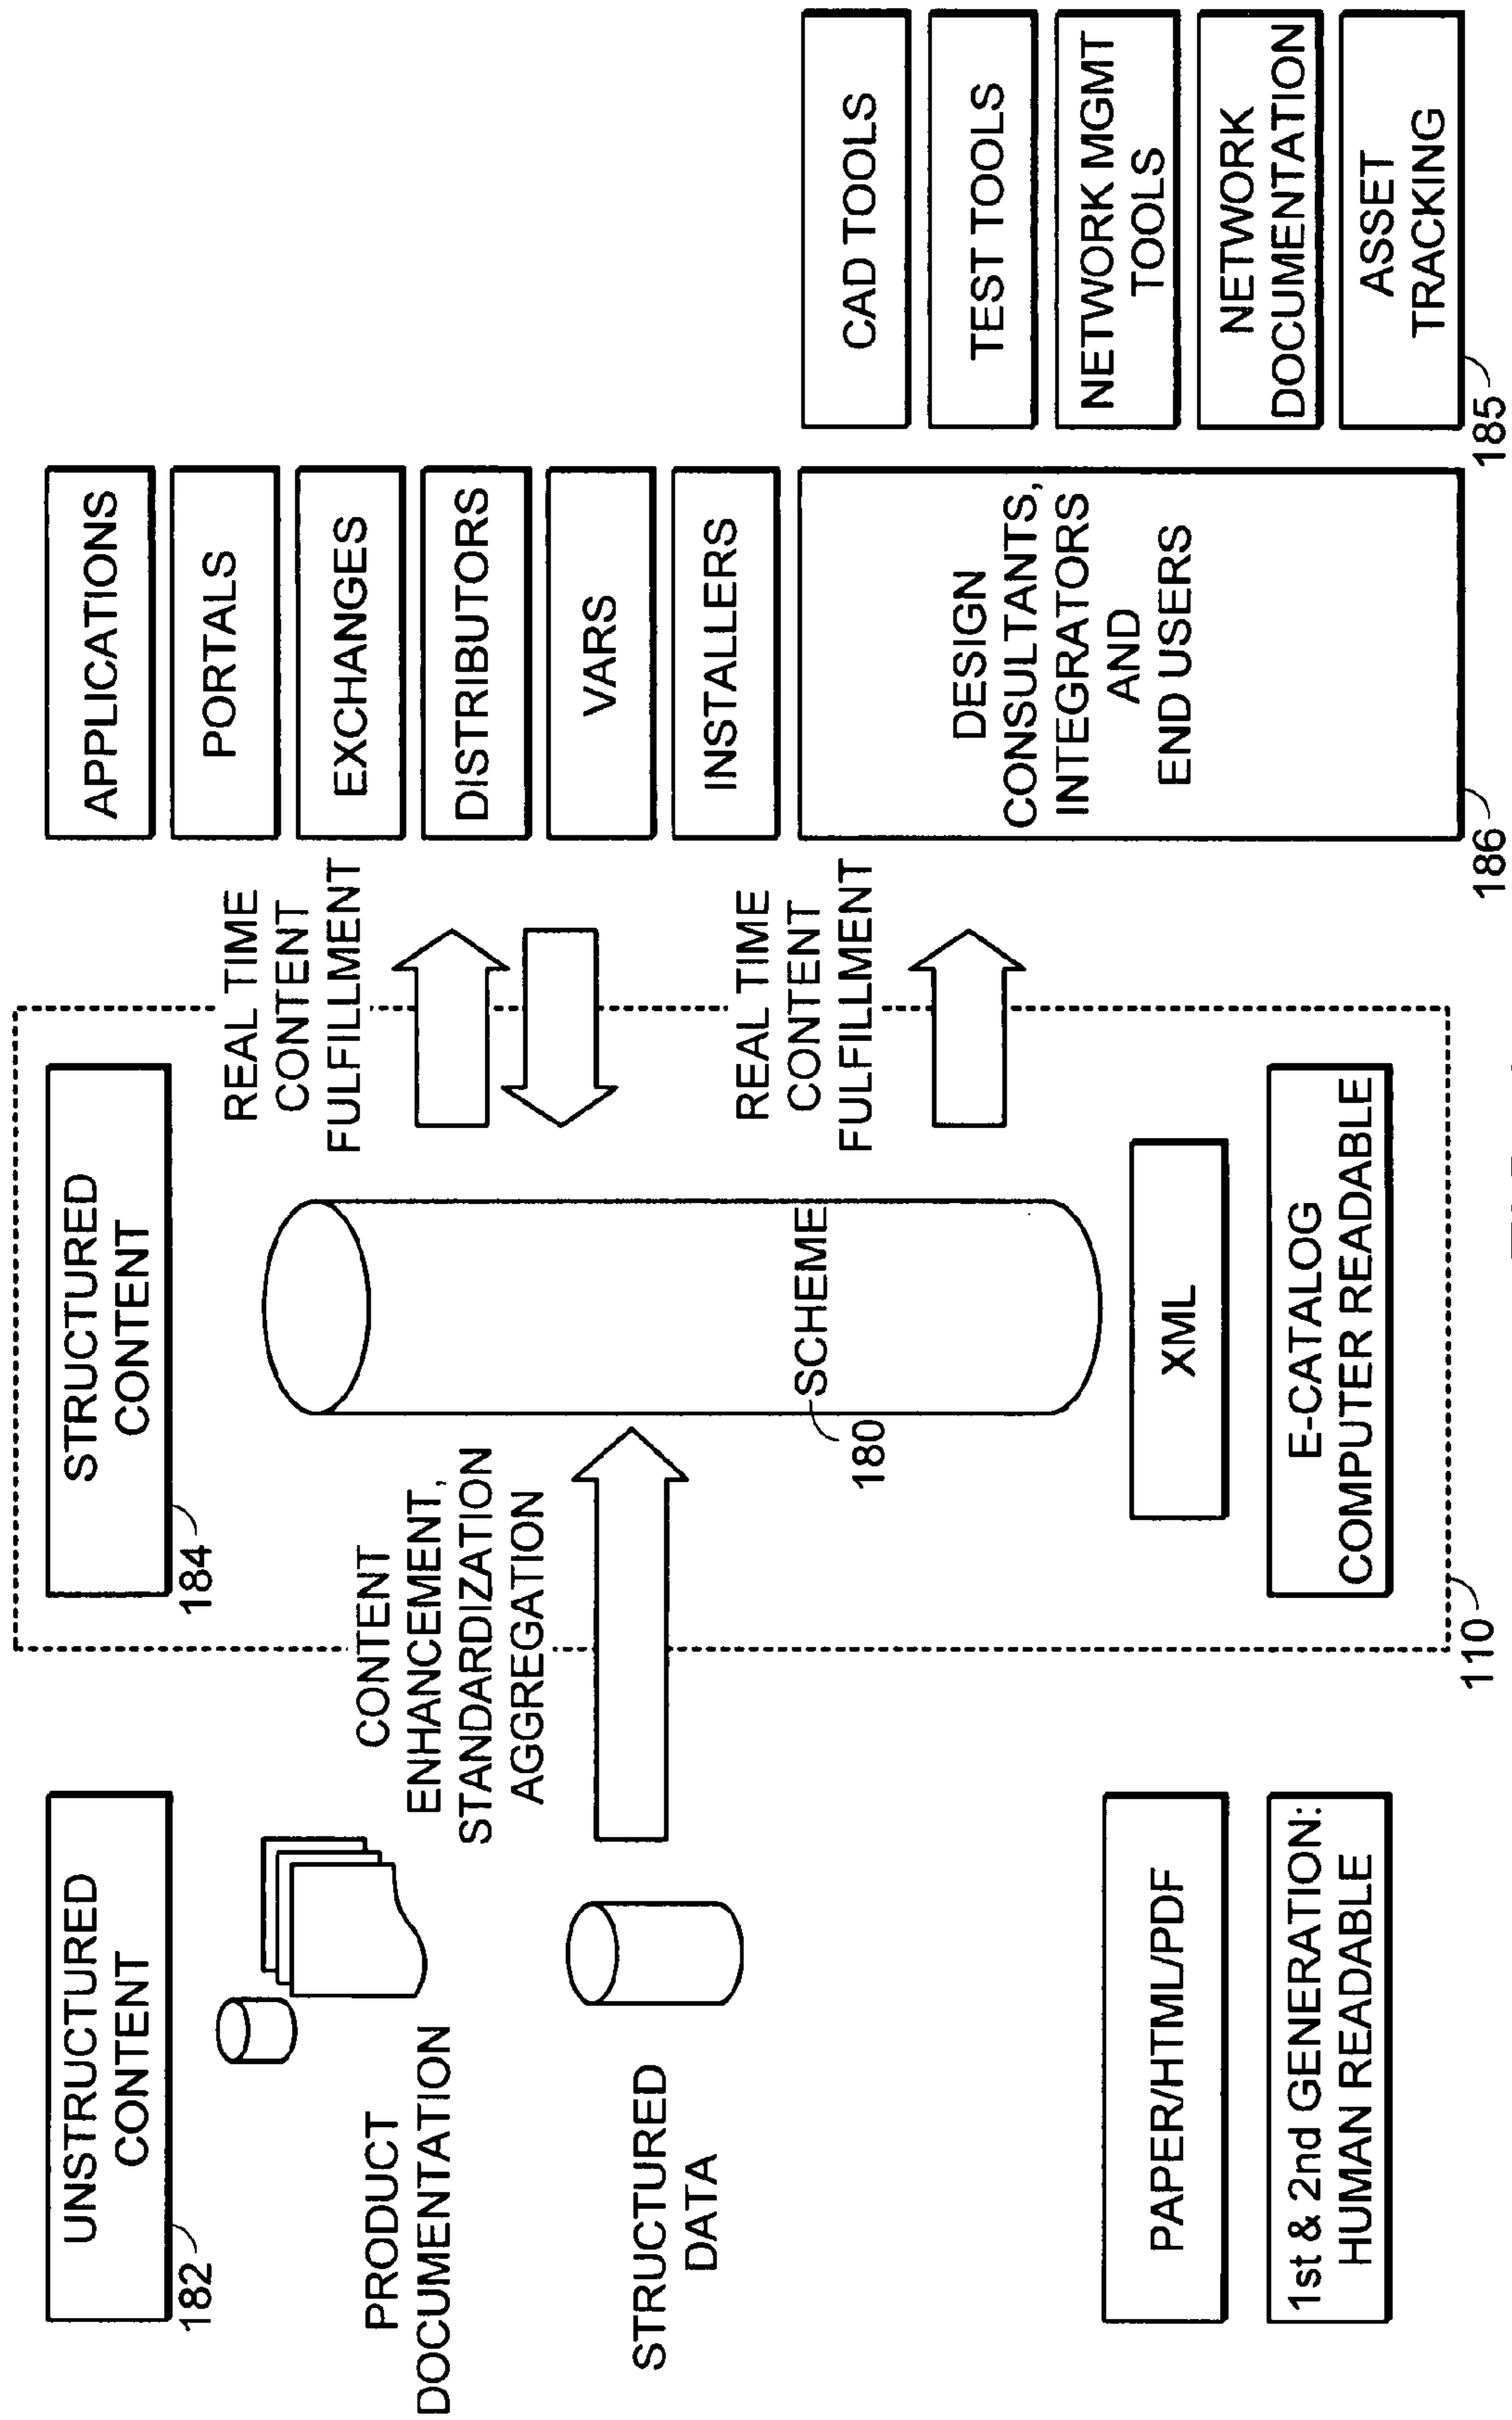 UNSTRUCTURED
CONTENT
182
PRODUCT
DOCUMENTATION
STRUCTURED
DATA
PAPER/HTML/PDF
1st & 2nd GENERATION:
HUMAN READABLE
CONTENT
ENHANCEMENT,
STANDARDIZATION
AGGREGATION
STRUCTURED
CONTENT
184
SCHEME
180
XML
E-CATALOG
COMPUTER READABLE
110
REAL TIME
CONTENT
FULFILLMENT
REAL TIME
CONTENT
FULFILLMENT
APPLICATIONS
PORTALS
EXCHANGES
DISTRIBUTORS
VARS
INSTALLERS
DESIGN
CONSULTANTS,
INTEGRATORS
AND
END USERS
186
CAD TOOLS
TEST TOOLS
NETWORK MGMT
TOOLS
NETWORK
DOCUMENTATION
ASSET
TRACKING
185